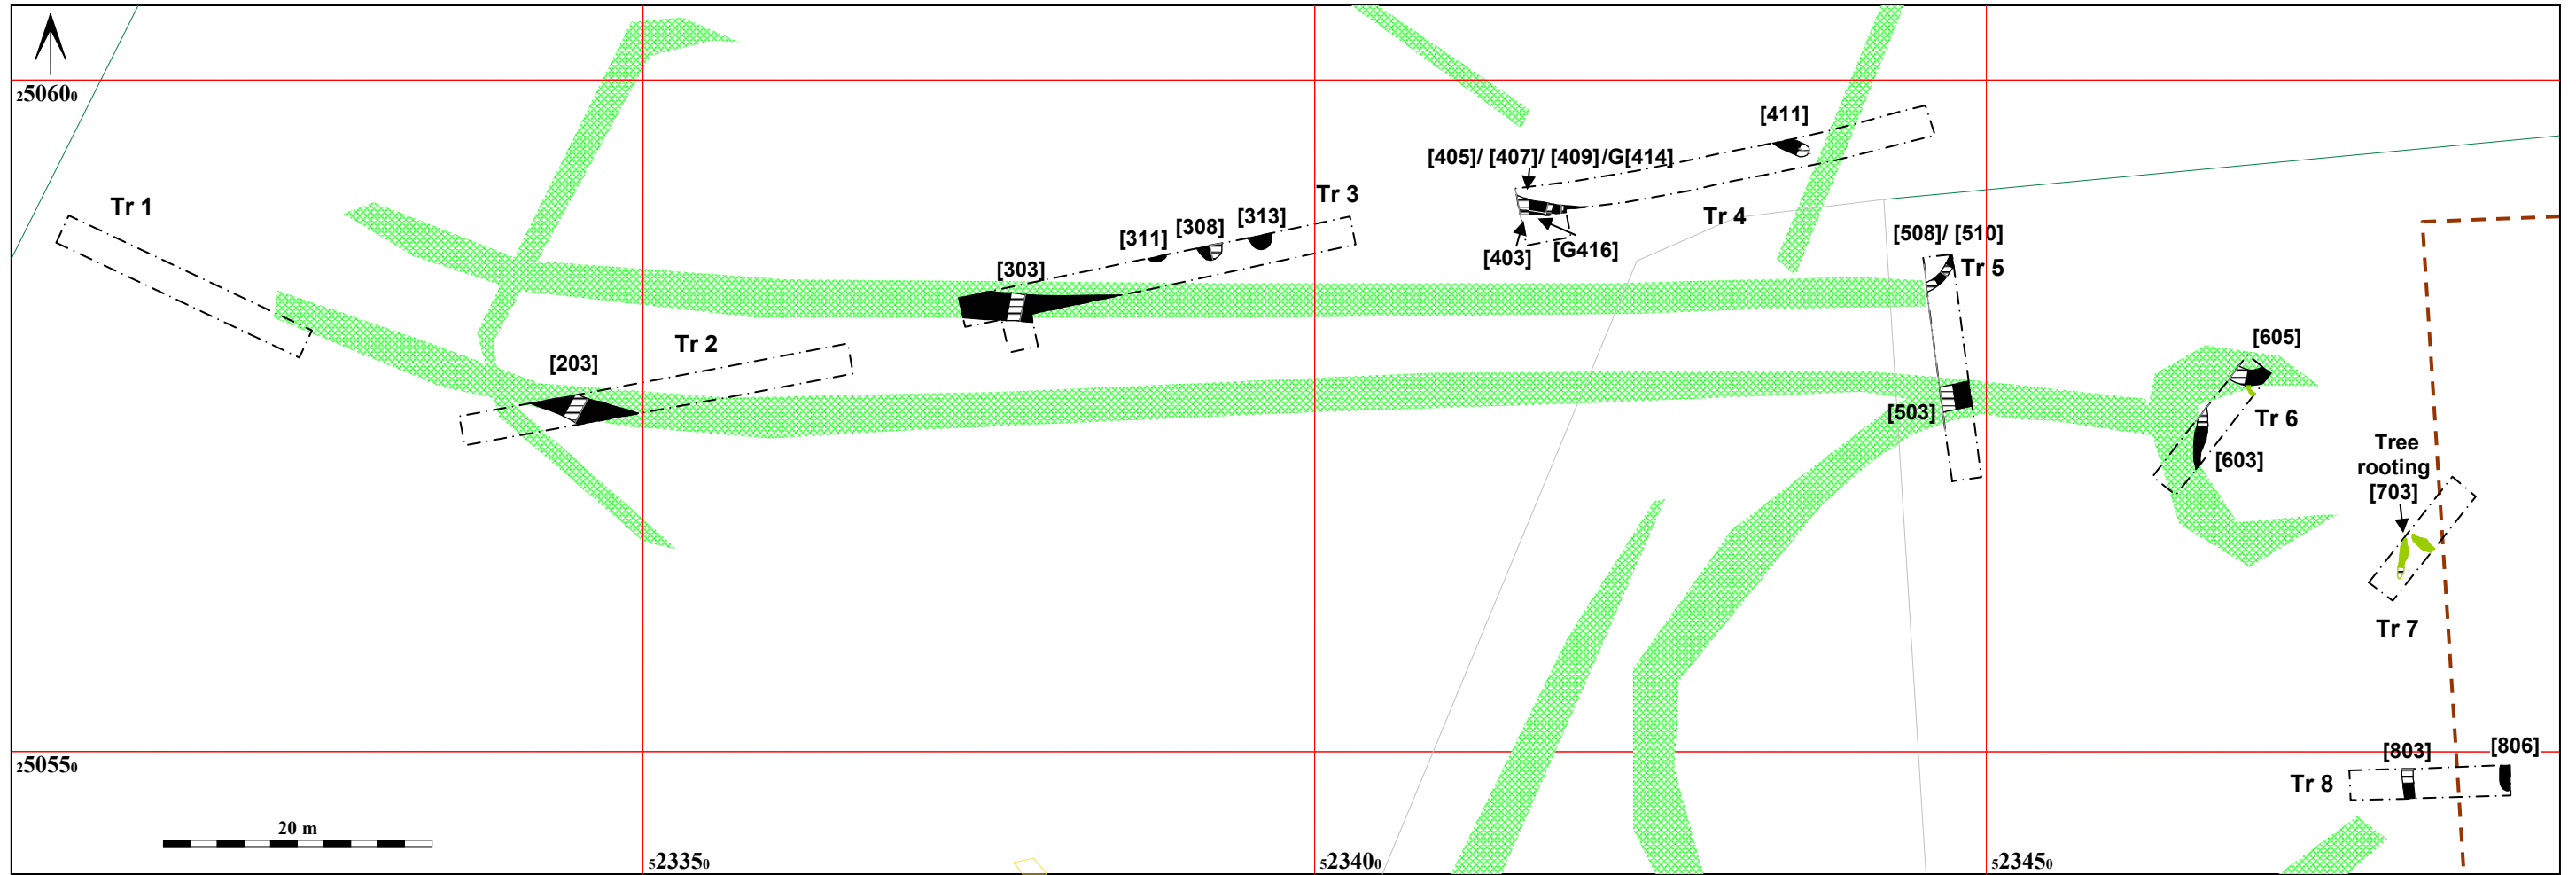 250600
[411]
[405]/ [407]/ [409]/G[414]
Tr 1
Tr 3
[313]
[308]
[311]
Tr 4
[403]
[G416]
[508]/ [510]
Tr 5
[303]
Tr 2
[203]
[605]
[503]
Tr 6
[603]
Tree
rooting
[703]
Tr 7
250550
[803]
[806]
Tr 8
20 m
523350
523400
523450